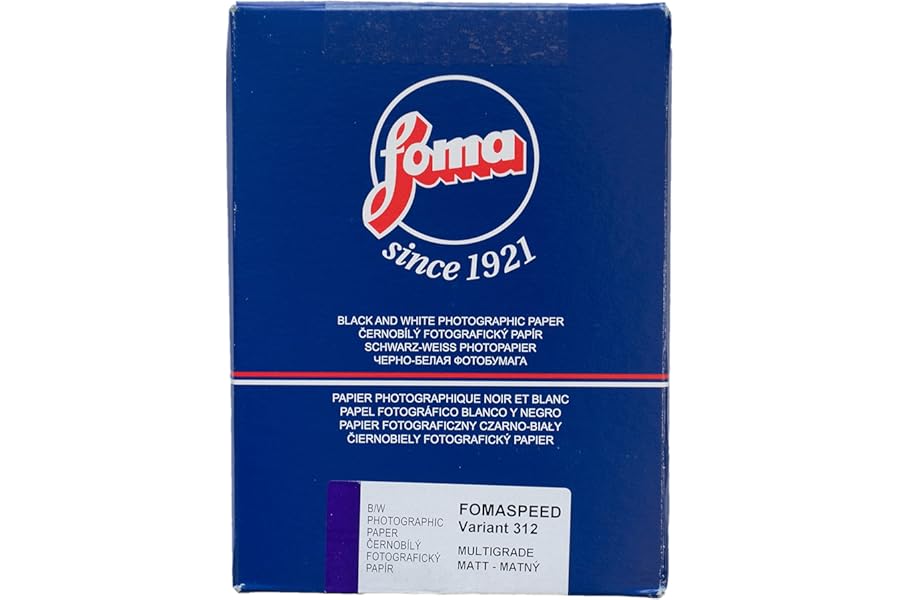 foma
since 1921
BLACK AND WHITE PHOTOGRAPHIC PAPER
ČERNOBÍLÝ FOTOGRAFICKÝ PAPÍR
SCHWARZ-WEISS PHOTOPAPIER
ЧЕРНО-БЕЛАЯ ФОТОБУМАГА
PAPIER PHOTOGRAPHIQUE NOIR ET BLANC
PAPEL FOTOGRÁFICO BLANCO Y NEGRO
PAPIER FOTOGRAFICZNY CZARNO-BIAŁY
ČIERNOBIELY FOTOGRAFICKÝ PAPIER
B/W
PHOTOGRAPHIC
PAPER
ČERNOBÍLÝ
FOTOGRAFICKÝ
PAPÍR
FOMASPEED
Variant 312
MULTIGRADE
MATT - MATNÝ